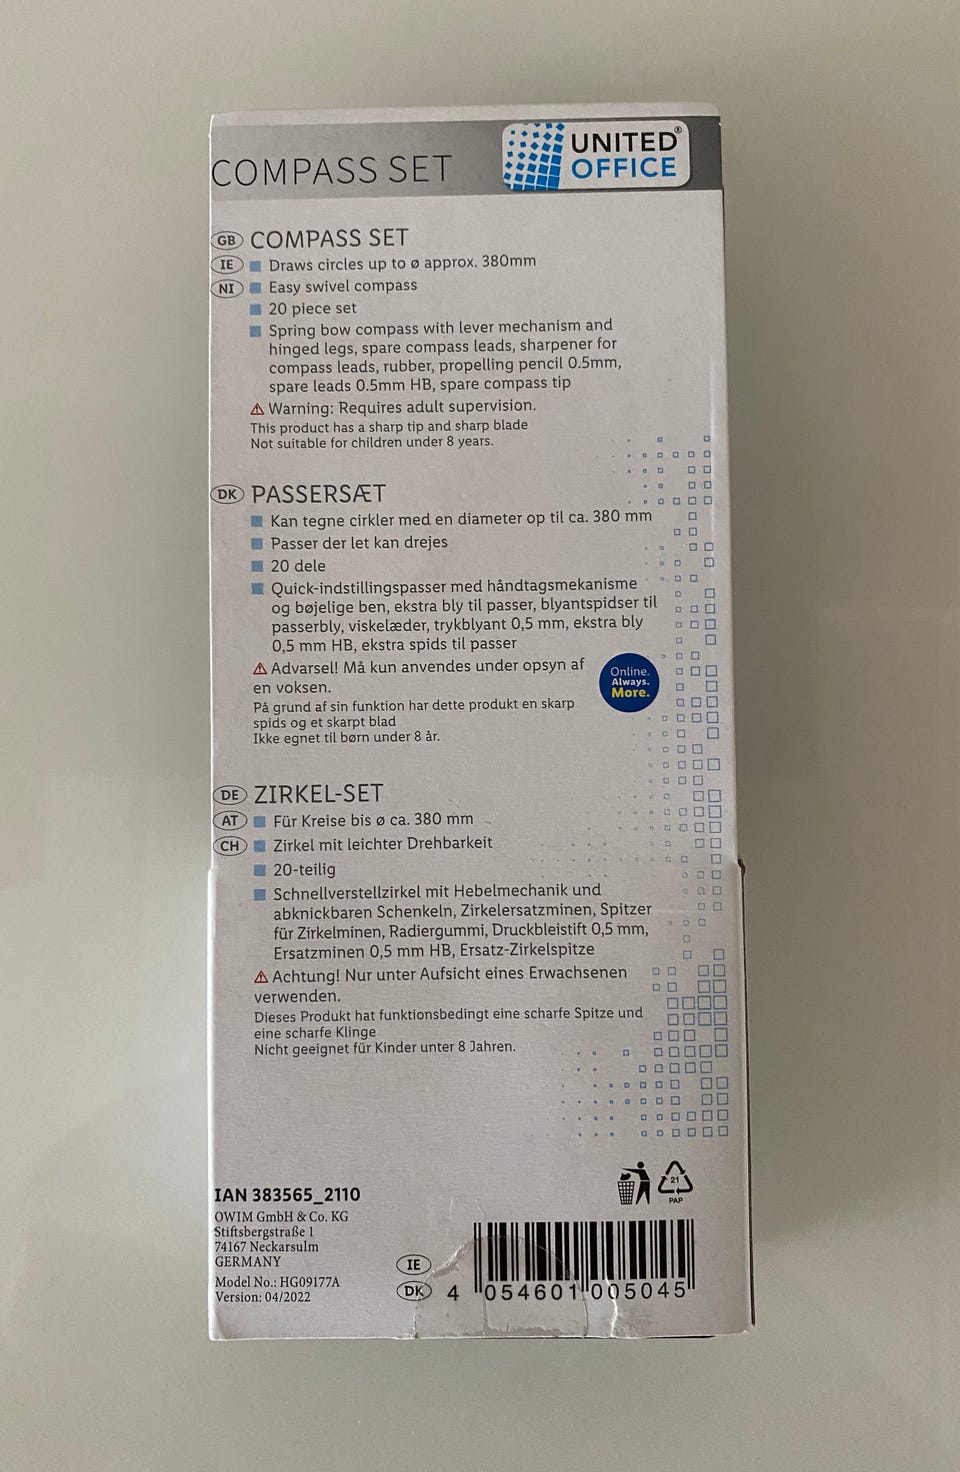 COMPASS SET
UNITED®
OFFICE
GB COMPASS SET
IE Draws circles up to ø approx. 380mm
NI Easy swivel compass
20 piece set
Spring bow compass with lever mechanism and
hinged legs, spare compass leads, sharpener for
compass leads, rubber, propelling pencil 0.5mm,
spare leads 0.5mm HB, spare compass tip
Warning: Requires adult supervision.
This product has a sharp tip and sharp blade
Not suitable for children under 8 years.
DK PASSERSÆT
Kan tegne cirkler med en diameter op til ca. 380 mm
Passer der let kan drejes
20 dele
Quick-indstillingspasser med håndtagsmekanisme
og bøjelige ben, ekstra bly til passer, blyantspidser til
passerbly, viskelæder, trykblyant 0,5 mm, ekstra bly
0,5 mm HB, ekstra spids til passer
Advarsel! Må kun anvendes under opsyn af
en voksen.
På grund af sin funktion har dette produkt en skarp
spids og et skarpt blad
Ikke egnet til børn under 8 år.
Online.
Always.
More.
DE ZIRKEL-SET
AT Für Kreise bis ø ca. 380 mm
CH Zirkel mit leichter Drehbarkeit
20-teilig
Schnellverstellzirkel mit Hebelmechanik und
abknickbaren Schenkeln, Zirkelersatzminen, Spitzer
für Zirkelminen, Radiergummi, Druckbleistift 0,5 mm,
Ersatzminen 0,5 mm HB, Ersatz-Zirkelspitze
Achtung! Nur unter Aufsicht eines Erwachsenen
verwenden.
Dieses Produkt hat funktionsbedingt eine scharfe Spitze und
eine scharfe Klinge
Nicht geeignet für Kinder unter 8 Jahren.
21
PAP
IAN 383565_2110
OWIM GmbH & Co. KG
Stiftsbergstraße 1
74167 Neckarsulm
GERMANY
Model No.: HG09177A
Version: 04/2022
IE
DK
4 054601 005045